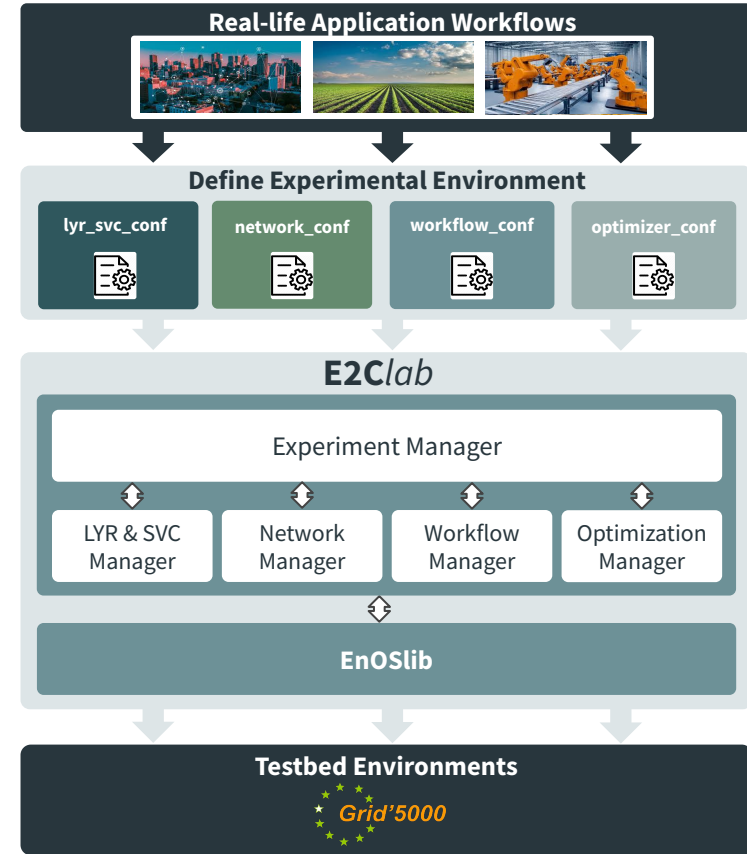 Real-life Application Workflows
Define Experimental Environment
lyr_svc_conf
network_conf
workflow_conf
optimizer_conf
E2Clab
Experiment Manager
LYR & SVC
Manager
Network
Manager
Workflow
Manager
Optimization
Manager
EnOSlib
Testbed Environments
Grid'5000